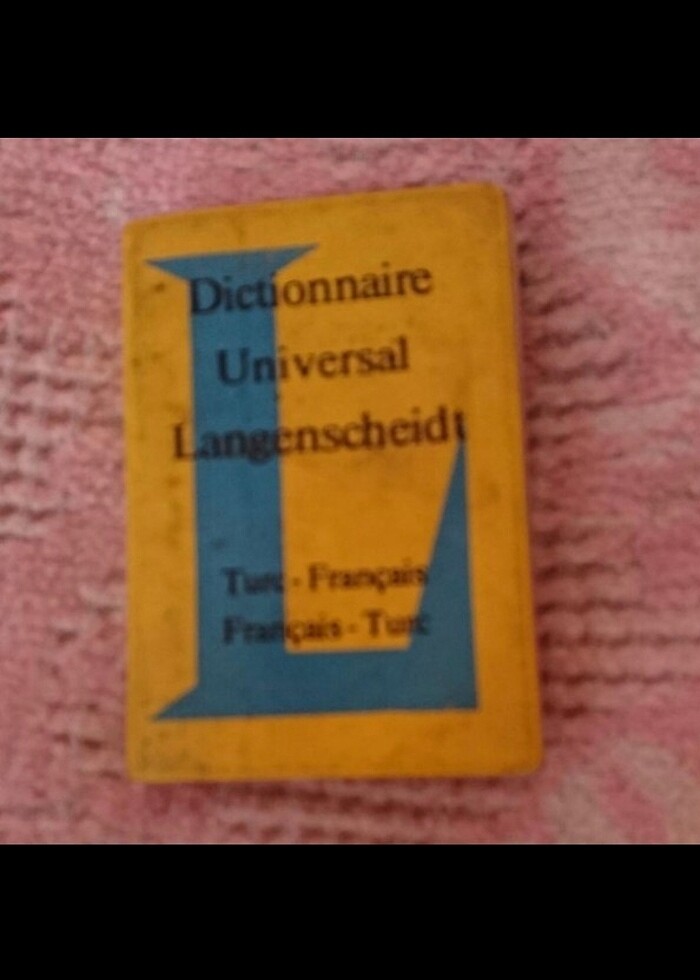 Dictionnaire
Universal
Langenscheidt
Turc - Français
Français - Turc